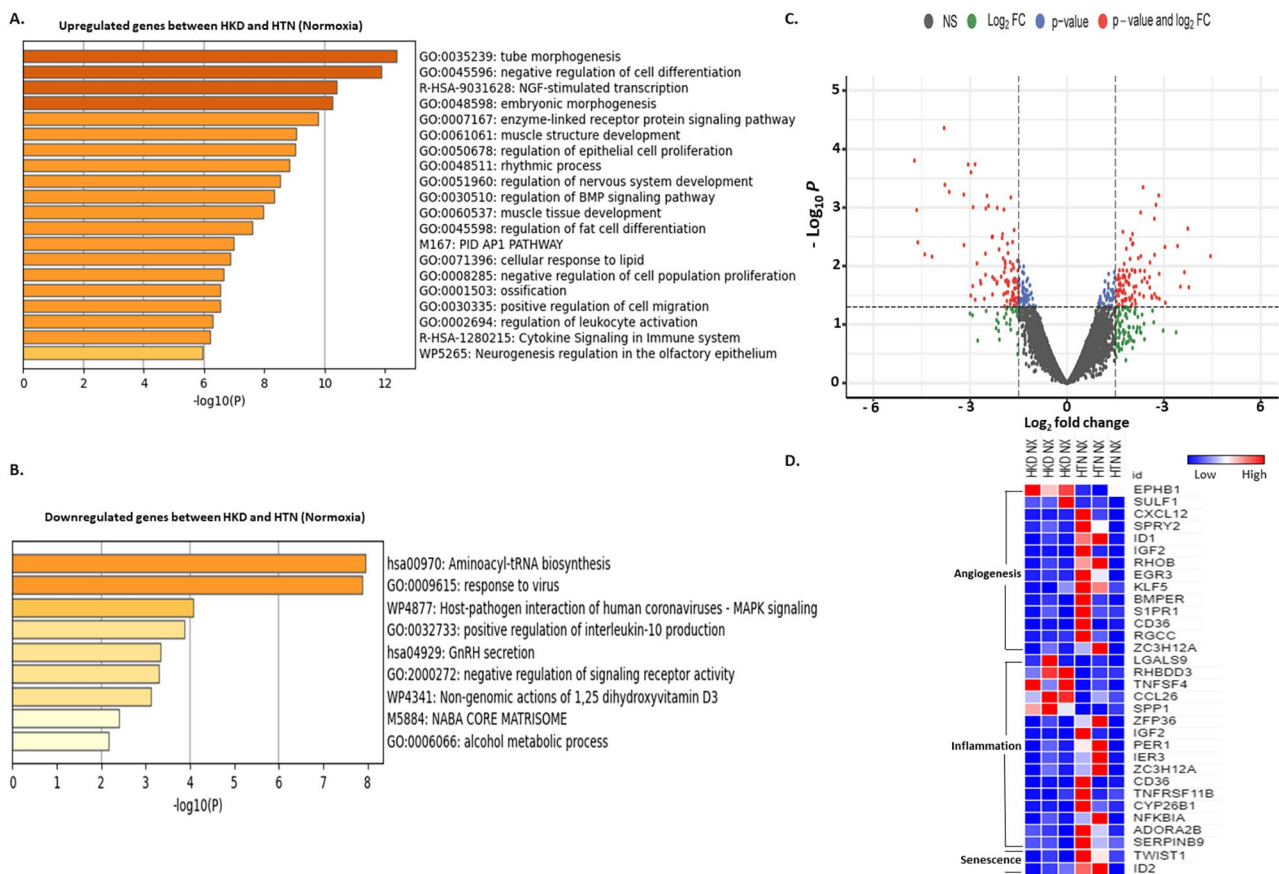 A.
Upregulated genes between HKD and HTN (Normoxia)
GO:0035239: tube morphogenesis
GO:0045596: negative regulation of cell differentiation
R-HSA-9031628: NGF-stimulated transcription
GO:0048598: embryonic morphogenesis
GO:0007167: enzyme-linked receptor protein signaling pathway
GO:0061061: muscle structure development
GO:0050678: regulation of epithelial cell proliferation
GO:0048511: rhythmic process
GO:0051960: regulation of nervous system development
GO:0030510: regulation of BMP signaling pathway
GO:0060537: muscle tissue development
GO:0045598: regulation of fat cell differentiation
M167: PID AP1 PATHWAY
GO:0071396: cellular response to lipid
GO:0008285: negative regulation of cell population proliferation
GO:0001503: ossification
GO:0030335: positive regulation of cell migration
GO:0002694: regulation of leukocyte activation
R-HSA-1280215: Cytokine Signaling in Immune system
WP5265: Neurogenesis regulation in the olfactory epithelium
0 2 4 6 8 10 12
-log10(P)
B.
Downregulated genes between HKD and HTN (Normoxia)
hsa00970: Aminoacyl-tRNA biosynthesis
GO:0009615: response to virus
WP4877: Host-pathogen interaction of human coronaviruses - MAPK signaling
GO:0032733: positive regulation of interleukin-10 production
hsa04929: GnRH secretion
GO:2000272: negative regulation of signaling receptor activity
WP4341: Non-genomic actions of 1,25 dihydroxyvitamin D3
M5884: NABA CORE MATRISOME
GO:0006066: alcohol metabolic process
0 1 2 3 4 5 6 7 8
-log10(P)
C.
NS Log2 FC p-value p – value and log2 FC
5
4
3
2
1
0
- Log10 P
- 6 - 3 0 -3 6
Log2 fold change
D.
HKD NX HKD NX HKD NX HTN NX HTN NX HTN NX
id
Low High
Angiogenesis
EPHB1
SULF1
CXCL12
SPRY2
ID1
IGF2
RHOB
EGR3
KLF5
BMPER
S1PR1
CD36
RGCC
ZC3H12A
Inflammation
LGALS9
RHBDD3
TNFSF4
CCL26
SPP1
ZFP36
IGF2
PER1
IER3
ZC3H12A
CD36
TNFRSF11B
CYP26B1
NFKBIA
ADORA2B
SERPINB9
Senescence
TWIST1
ID2